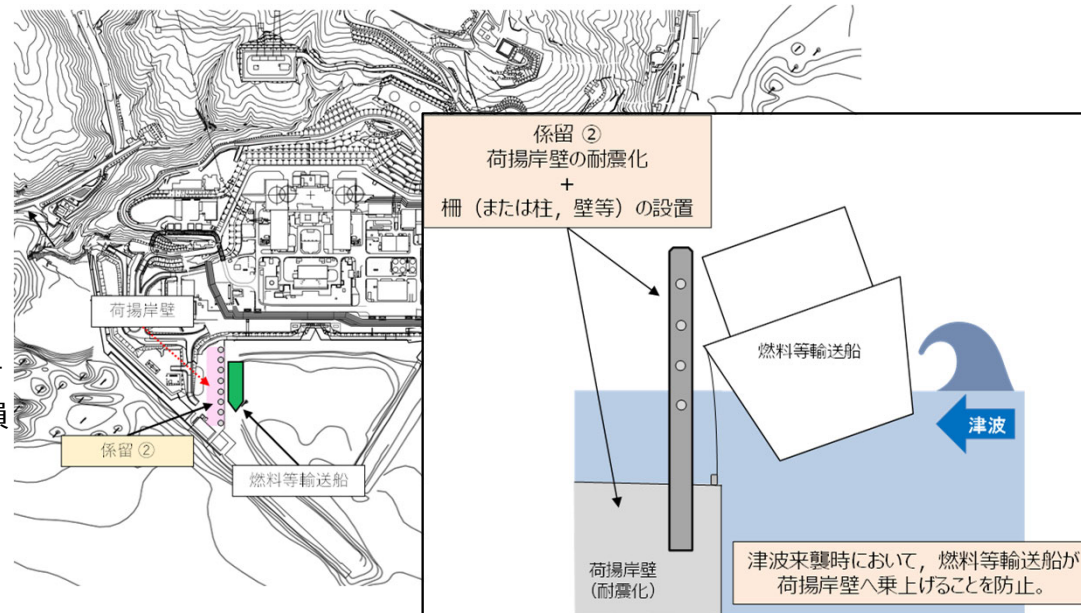 係留 ②
荷揚岸壁の耐震化
+
柵（または柱，壁等）の設置
荷揚岸壁
燃料等輸送船
津波
損
係留 ②
燃料等輸送船
荷揚岸壁
（耐震化）
津波来襲時において，燃料等輸送船が
荷揚岸壁へ乗上げることを防止。